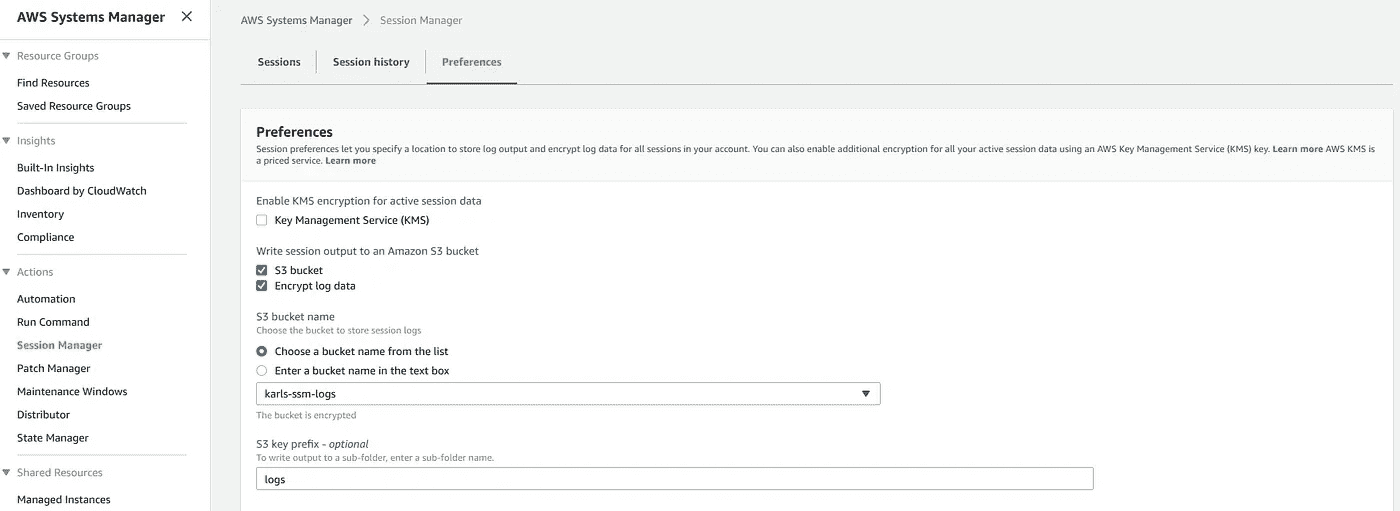 AWS Systems Manager
Resource Groups
Find Resources
Saved Resource Groups
Insights
Built-In Insights
Dashboard by CloudWatch
Inventory
Compliance
Actions
Automation
Run Command
Session Manager
Patch Manager
Maintenance Windows
Distributor
State Manager
Shared Resources
Managed Instances
AWS Systems Manager > Session Manager
Sessions Session history Preferences
Preferences
Session preferences let you specify a location to store log output and encrypt log data for all sessions in your account. You can also enable additional encryption for all your active session data using an AWS Key Management Service (KMS) key. Learn more AWS KMS is
a priced service. Learn more
Enable KMS encryption for active session data
Key Management Service (KMS)
Write session output to an Amazon S3 bucket
S3 bucket
Encrypt log data
S3 bucket name
Choose the bucket to store session logs
Choose a bucket name from the list
Enter a bucket name in the text box
karls-ssm-logs
The bucket is encrypted
S3 key prefix - optional
To write output to a sub-folder, enter a sub-folder name.
logs